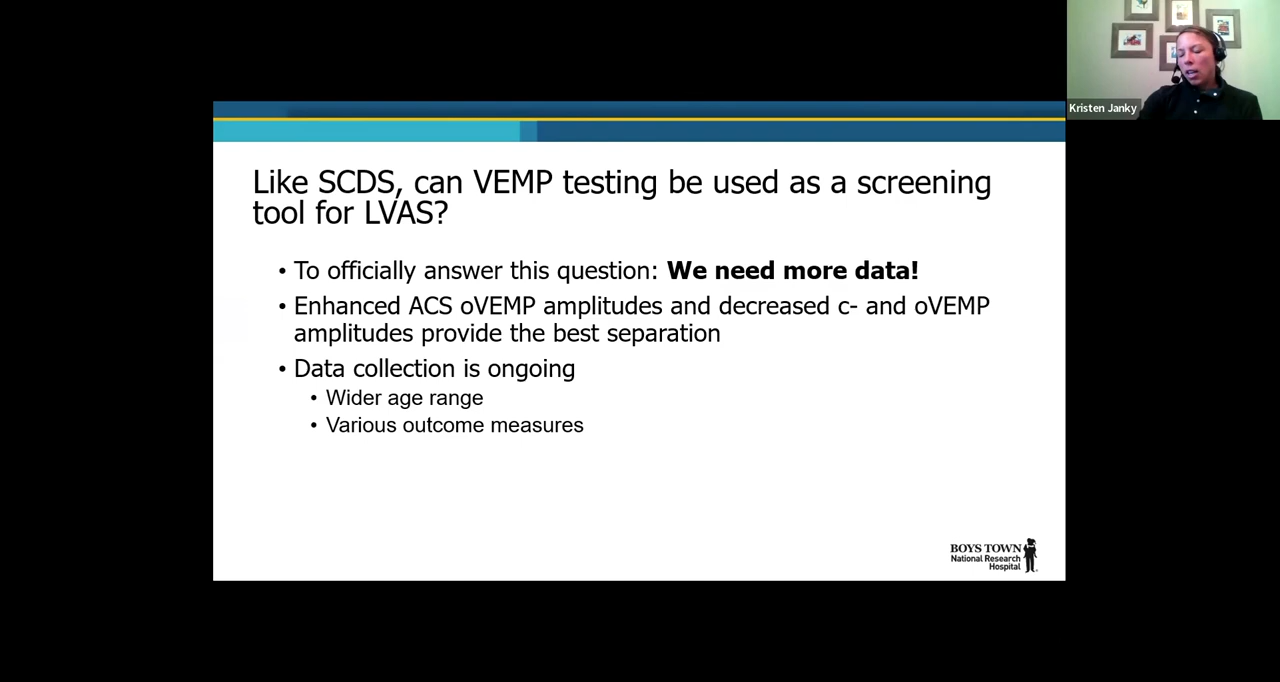 Kristen Janky
Like SCDS, can VEMP testing be used as a screening
tool for LVAS?
• To officially answer this question: We need more data!
• Enhanced ACS oVEMP amplitudes and decreased c- and oVEMP
amplitudes provide the best separation
• Data collection is ongoing
• Wider age range
• Various outcome measures
BOYS TOWN
National Research
Hospital